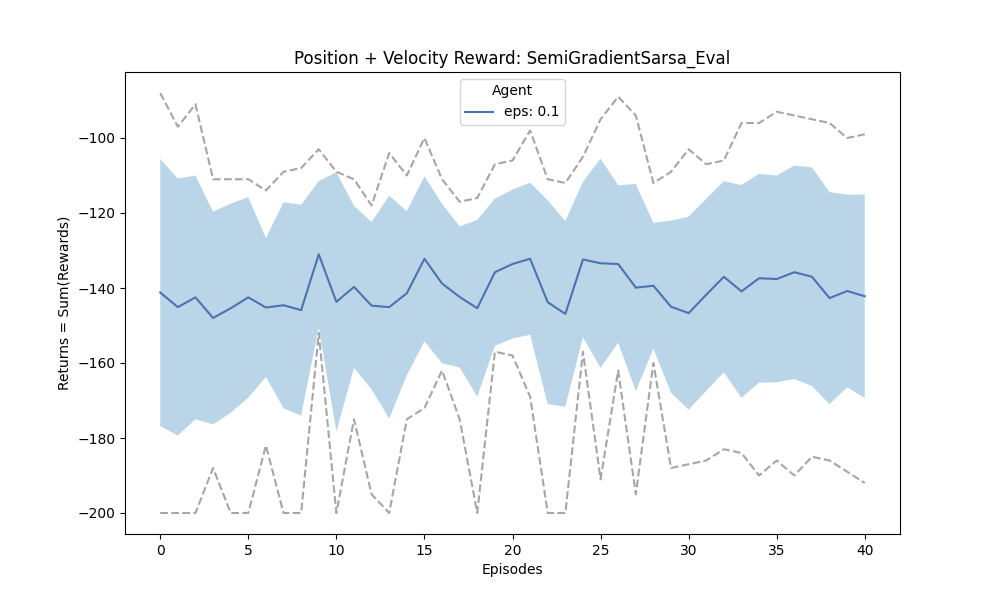 Position + Velocity Reward: SemiGradientSarsa_Eval
Agent
eps: 0.1
Returns = Sum(Rewards)
−100
−120
−140
−160
−180
−200
0 5 10 15 20 25 30 35 40
Episodes